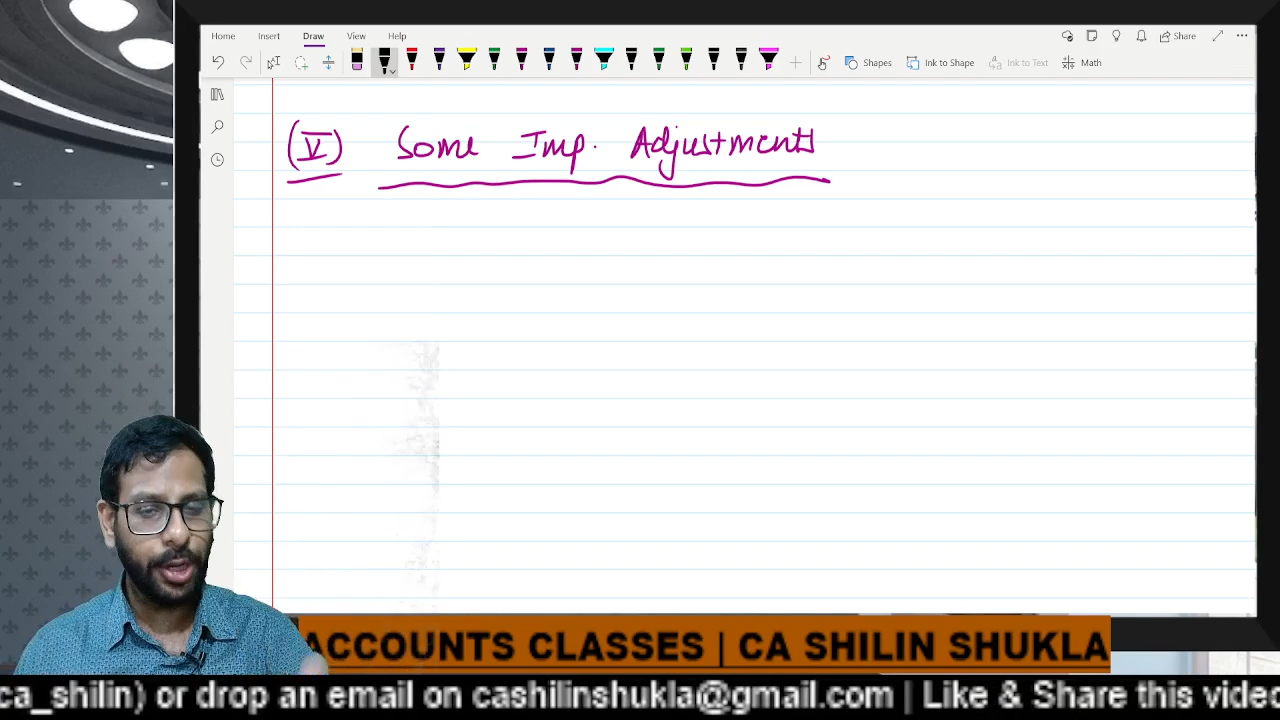 Home Insert Draw View Help Share
Ink to Shape Ink to Text Math
Shapes
(V) Some Imp. Adjustments
ACCOUNTS CLASSES | CA SHILIN SHUKLA
ca_shilin) or drop an email on cashilinshukla@gmail.com | Like & Share this video